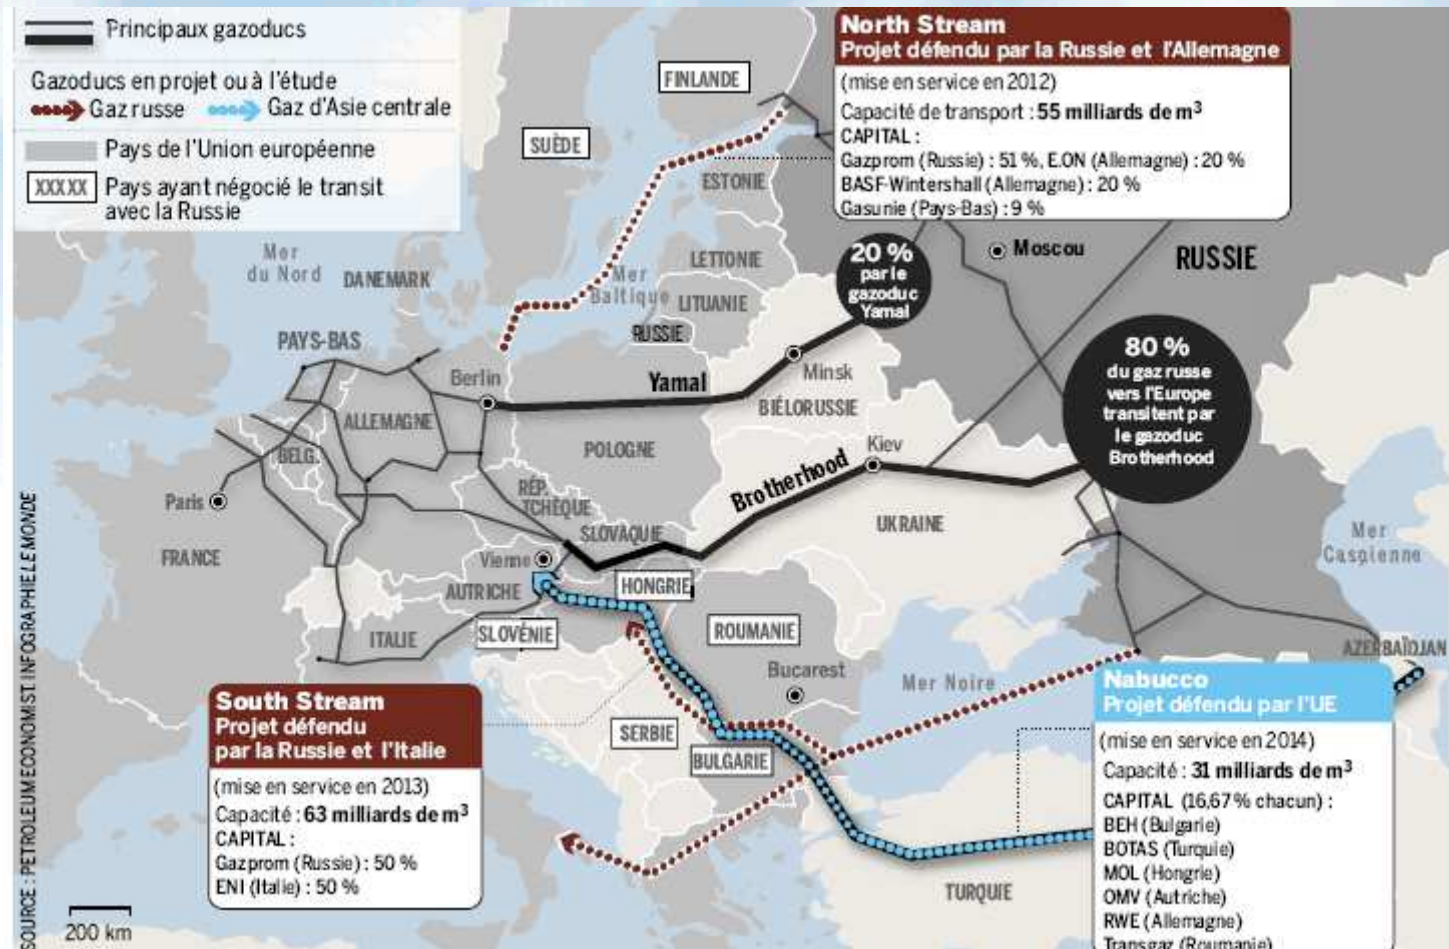 Principaux gazoducs
Gazoducs en projet ou à l'étude
Gaz russe
Gaz d'Asie centrale
Pays de l'Union européenne
XXXXX
Pays ayant négocié le transit
avec la Russie
North Stream
Projet défendu par la Russie et l'Allemagne
(mise en service en 2012)
Capacité de transport : 55 milliards de m³
CAPITAL :
Gazprom (Russie) : 51 %, E.ON (Allemagne) : 20 %
BASF-Wintershall (Allemagne) : 20 %
Gasunie (Pays-Bas) : 9 %
FINLANDE
SUÈDE
ESTONIE
Mer
du Nord
DANEMARK
LETTONIE
Mer
Baltique
LITUANIE
RUSSIE
20 %
par le
gazoduc
Yamal
Moscou
RUSSIE
PAYS-BAS
Berlin
Yamal
Minsk
BIÉLORUSSIE
80 %
du gaz russe
vers l'Europe
transitent par
le gazoduc
Brotherhood
ALLEMAGNE
BELG.
POLOGNE
Kiev
Brotherhood
Paris
RÉP.
TCHÈQUE
SLOVAQUIE
UKRAINE
FRANCE
Vienne
AUTRICHE
HONGRIE
Mer
Caspienne
ITALIE
SLOVÉNIE
ROUMANIE
Bucarest
Mer Noire
AZERBAÏDJAN
SERBIE
BULGARIE
TURQUIE
South Stream
Projet défendu
par la Russie et l'Italie
(mise en service en 2013)
Capacité : 63 milliards de m³
CAPITAL :
Gazprom (Russie) : 50 %
ENI (Italie) : 50 %
Nabucco
Projet défendu par l'UE
(mise en service en 2014)
Capacité : 31 milliards de m³
CAPITAL (16,67 % chacun) :
BEH (Bulgarie)
BOTAS (Turquie)
MOL (Hongrie)
OMV (Autriche)
RWE (Allemagne)
Transgaz (Roumanie)
200 km
SOURCE : PETROLEUM ECONOMIST INFOGRAPHIE LE MONDE